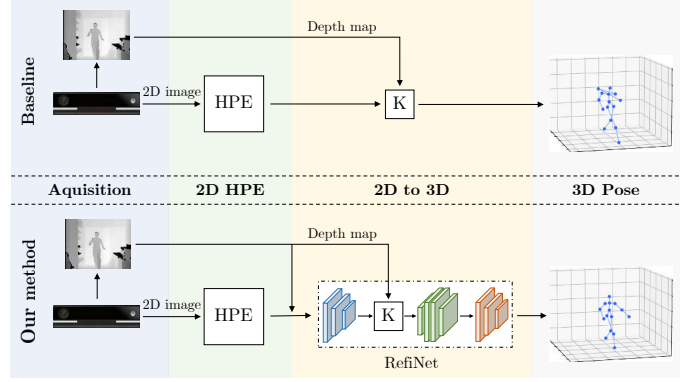 Depth map
Baseline
2D image
HPE
K
Aquisition
2D HPE
2D to 3D
3D Pose
Depth map
Our method
2D image
HPE
K
RefiNet